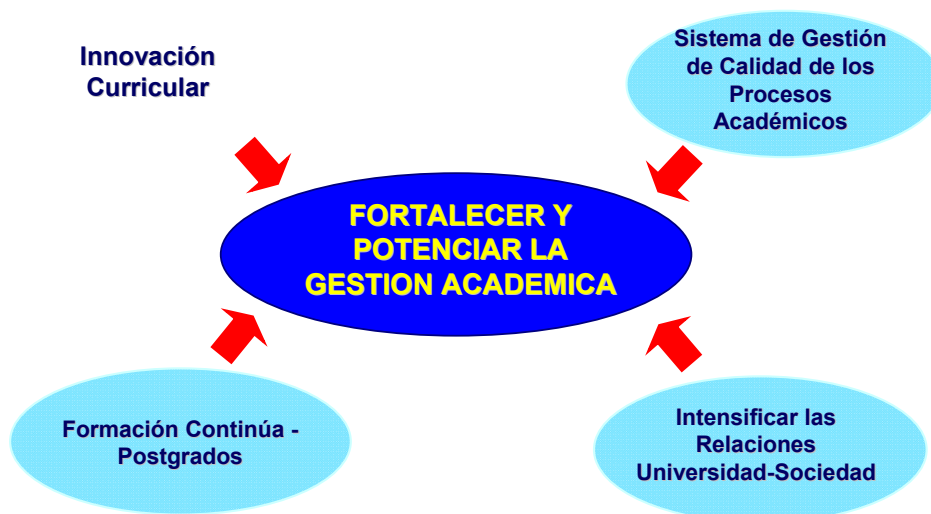 Innovación
Curricular
Sistema de Gestión
de Calidad de los
Procesos
Académicos
FORTALECER Y
POTENCIAR LA
GESTION ACADEMICA
Formación Continúa -
Postgrados
Intensificar las
Relaciones
Universidad-Sociedad